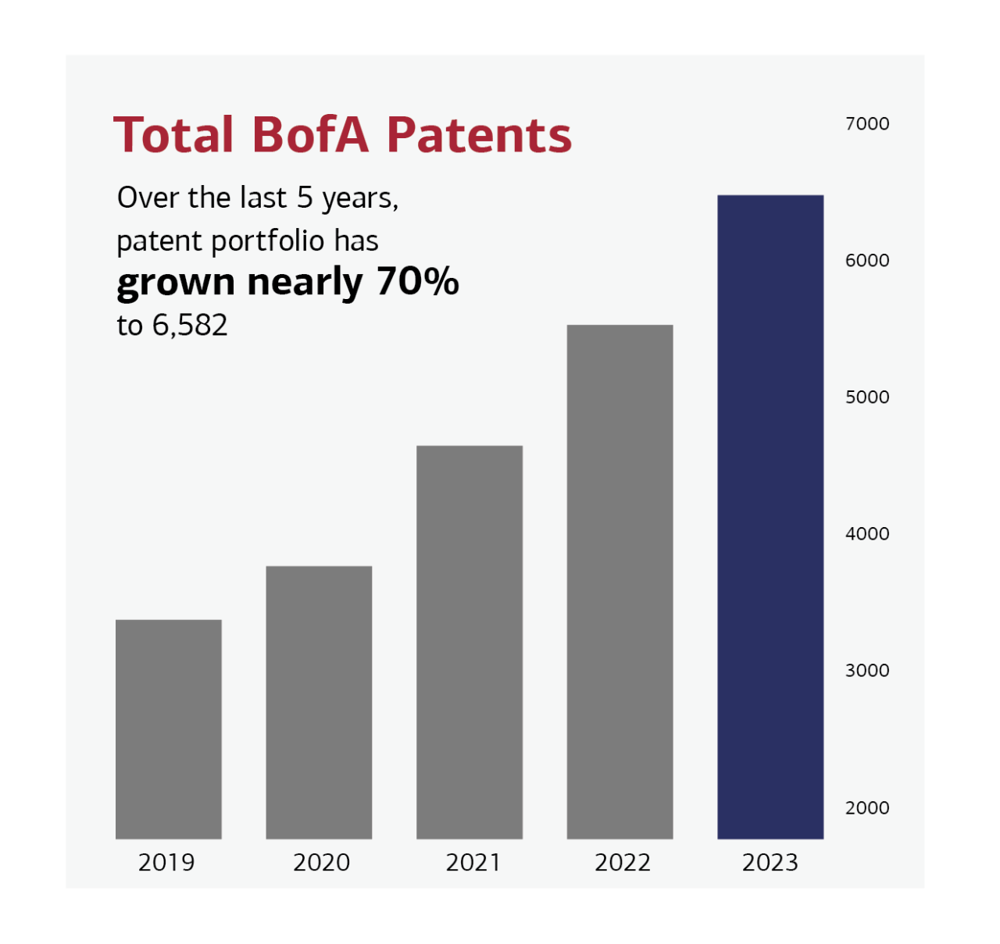 Total BofA Patents
Over the last 5 years,
patent portfolio has
grown nearly 70%
to 6,582
7000
6000
5000
4000
3000
2000
2019
2020
2021
2022
2023